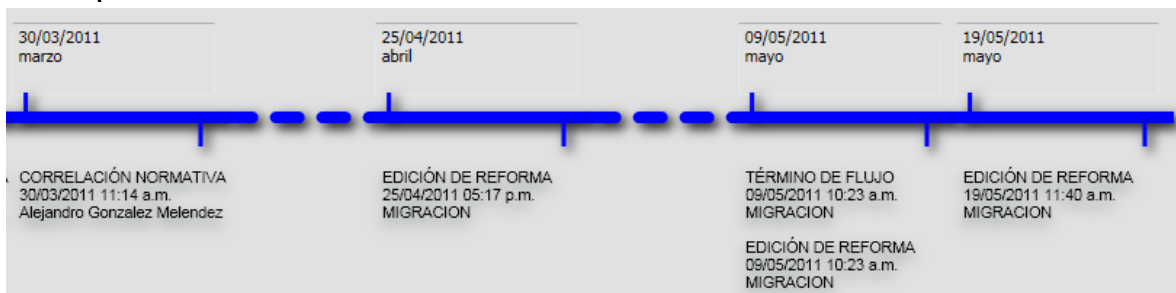 30/03/2011
marzo
25/04/2011
abril
09/05/2011
mayo
19/05/2011
mayo
CORRELACIÓN NORMATIVA
30/03/2011 11:14 a.m.
Alejandro Gonzalez Melendez
EDICIÓN DE REFORMA
25/04/2011 05:17 p.m.
MIGRACION
TÉRMINO DE FLUJO
09/05/2011 10:23 a.m.
MIGRACION
EDICIÓN DE REFORMA
09/05/2011 10:23 a.m.
MIGRACION
EDICIÓN DE REFORMA
19/05/2011 11:40 a.m.
MIGRACION